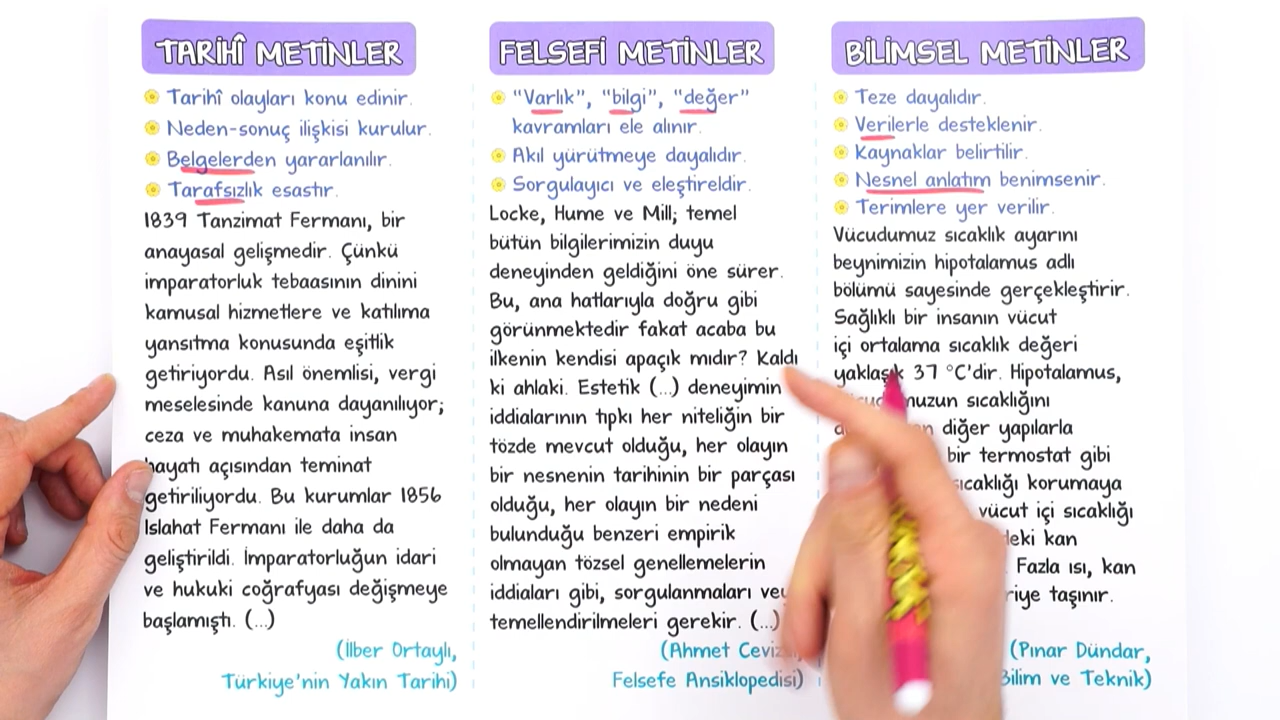 TARİHÎ METİNLER
Tarihî olayları konu edinir.
Neden-sonuç ilişkisi kurulur.
Belgelerden yararlanılır.
Tarafsızlık esastır.
1839 Tanzimat Fermanı, bir
anayasal gelişmedir. Çünkü
imparatorluk tebaasının dinini
kamusal hizmetlere ve katılıma
yansıtma konusunda eşitlik
getiriyordu. Asıl önemlisi, vergi
meselesinde kanuna dayanılıyor;
ceza ve muhakemata insan
hayatı açısından teminat
getiriliyordu. Bu kurumlar 1856
Islahat Fermanı ile daha da
geliştirildi. İmparatorluğun idari
ve hukuki coğrafyası değişmeye
başlamıştı. (...)
(İlber Ortaylı,
Türkiye'nin Yakın Tarihi)
FELSEFİ METİNLER
"Varlık", "bilgi", "değer"
kavramları ele alınır.
Akıl yürütmeye dayalıdır.
Sorgulayıcı ve eleştireldir.
Locke, Hume ve Mill; temel
bütün bilgilerimizin duyu
deneyinden geldiğini öne sürer.
Bu, ana hatlarıyla doğru gibi
görünmektedir fakat acaba bu
ilkenin kendisi apaçık mıdır? Kaldı
ki ahlaki. Estetik (...) deneyimin
iddialarının tıpkı her niteliğin bir
tözde mevcut olduğu, her olayın
bir nesnenin tarihinin bir parçası
olduğu, her olayın bir nedeni
bulunduğu benzeri empirik
olmayan tözsel genellemelerin
iddiaları gibi, sorgulanmaları
temellendirilmeleri gerekir. (...)
(Ahmet
Felsefe Ansiklopedisi)
BİLİMSEL METİNLER
Teze dayalıdır.
Verilerle desteklenir.
Kaynaklar belirtilir.
Nesnel anlatım benimsenir.
Terimlere yer verilir.
Vücudumuz sıcaklık ayarını
beynimizin hipotalamus adlı
bölümü sayesinde gerçekleştirir.
Sağlıklı bir insanın vücut
içi ortalama sıcaklık değeri
yaklaşık 37 °C'dir. Hipotalamus,
sıcaklığını
diğer yapılarla
bir termostat gibi
sıcaklığı korumaya
vücut içi sıcaklığı
kan
Fazla ısı, kan
taşınır.
(Pınar Dündar,
Bilim ve Teknik)